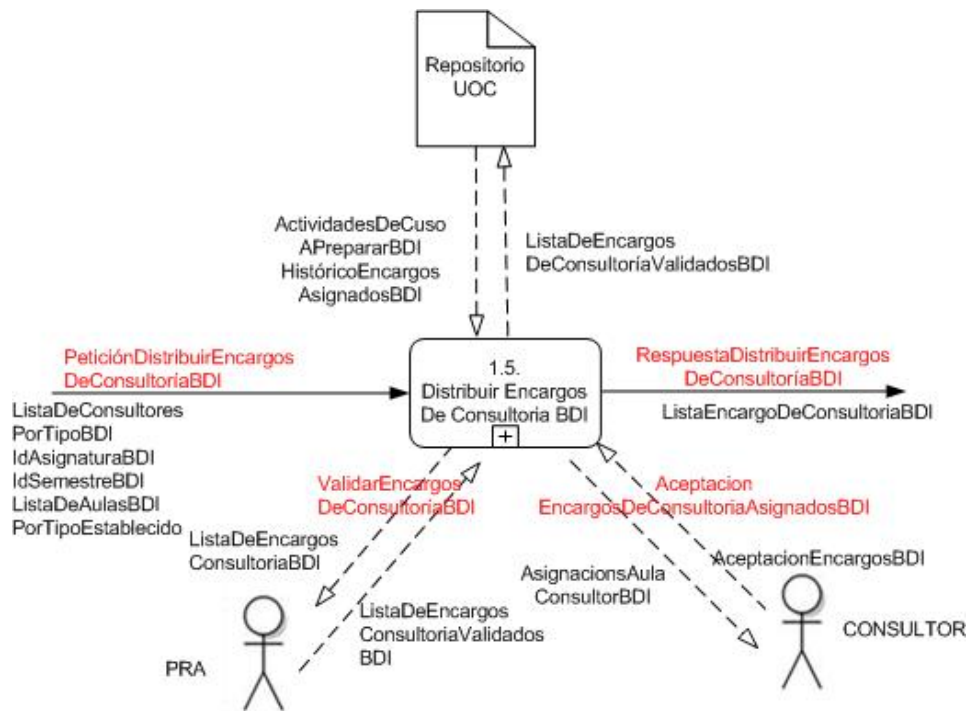 Repositorio
UOC
ActividadesDeCuso
APrepararBDI
HistóricoEncargos
AsignadosBDI
ListaDeEncargos
DeConsultoríaValidadosBDI
PeticiónDistribuirEncargos
DeConsultoríaBDI
ListaDeConsultores
PorTipoBDI
IdAsignaturaBDI
IdSemestreBDI
ListaDeAulasBDI
PorTipoEstablecido
1.5.
Distribuir Encargos
De Consultoria BDI
+
RespuestaDistribuirEncargos
DeConsultoríaBDI
ListaEncargoDeConsultoriaBDI
ValidarEncargos
DeConsultoríaBDI
ListaDeEncargos
ConsultoriaBDI
ListaDeEncargos
ConsultoriaValidados
BDI
PRA
Aceptacion
EncargosDeConsultoriaAsignadosBDI
AceptacionEncargosBDI
AsignacionsAula
ConsultorBDI
CONSULTOR